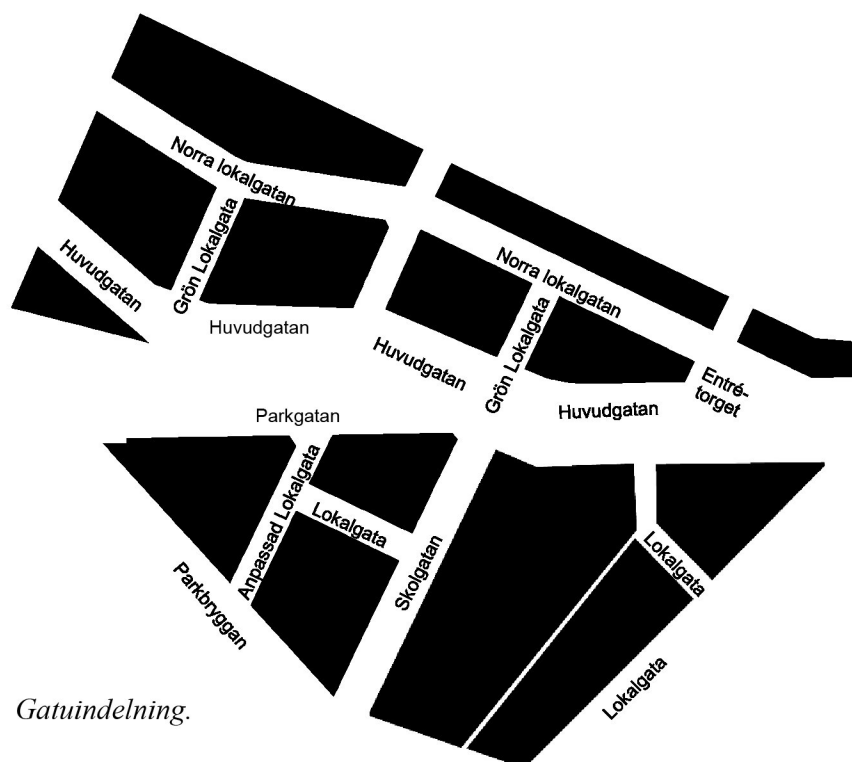 Norra lokalgatan
Grön Lokalgata
Huvudgatan
Huvudgatan
Norra lokalgatan
Huvudgatan
Grön Lokalgata
Entré-
torget
Huvudgatan
Parkgatan
Anpassad Lokalgata
Lokalgata
Skolgatan
Lokalgata
Parkbryggan
Lokalgata
Gatuindelning.